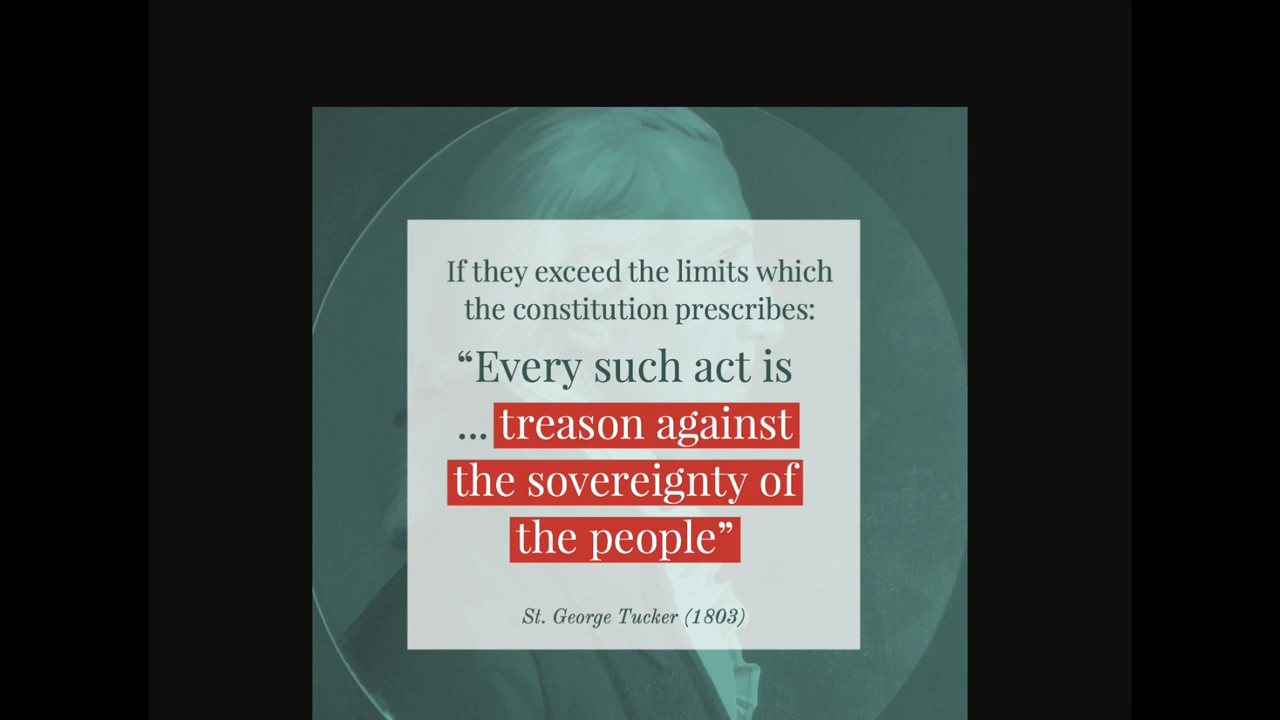 If they exceed the limits which
the constitution prescribes:
“Every such act is
... treason against
the sovereignty of
the people”
St. George Tucker (1803)